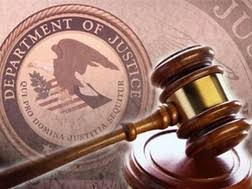 DEPARTMENT OF JUSTICE
QUI PRO DOMINA JUSTITIA SEQUITUR